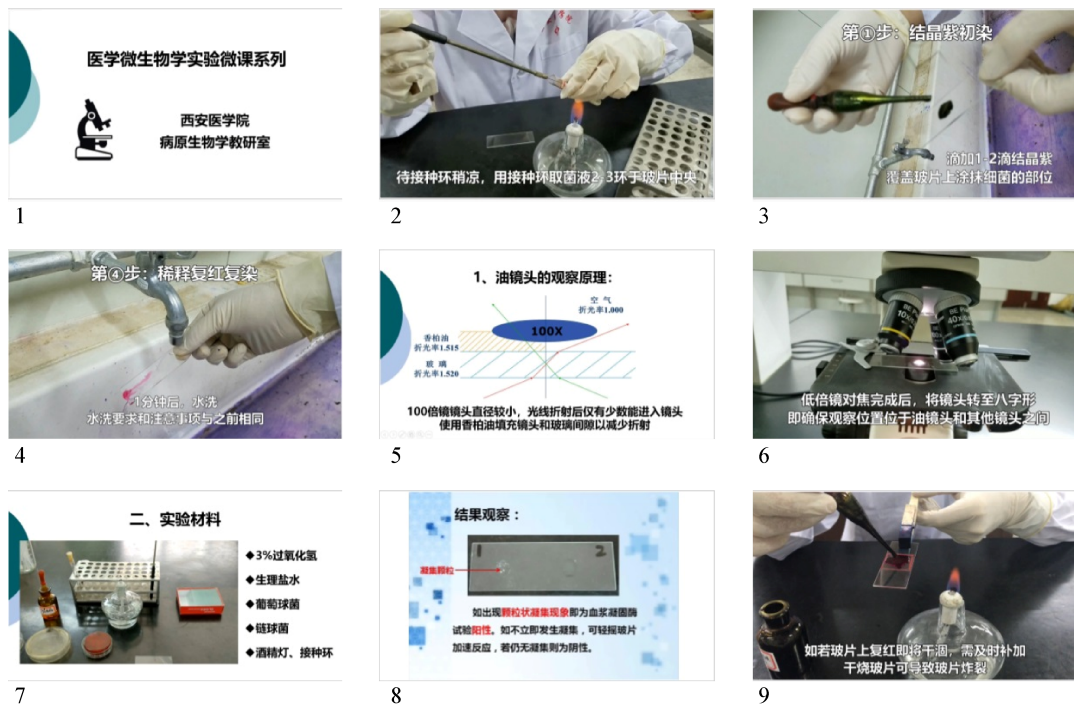 医学微生物学实验微课系列
西安医学院
病原生物学教研室
1
待接种环稍凉，用接种环取菌液2-3环于玻片中央
2
第①步：结晶紫初染
滴加1-2滴结晶紫
覆盖玻片上涂抹细菌的部位
3
第④步：稀释复红复染
1分钟后，水洗
水洗要求和注意事项与之前相同
4
1、油镜头的观察原理：
空 气
折光率1.000
100X
香柏油
折光率1.515
玻 璃
折光率1.520
100倍镜镜头直径较小，光线折射后仅有少数能进入镜头
使用香柏油填充镜头和玻璃间隙以减少折射
5
10X
40X
低倍镜对焦完成后，将镜头转至八字形
即确保观察位置位于油镜头和其他镜头之间
6
二、实验材料
◆3%过氧化氢
◆生理盐水
◆葡萄球菌
◆链球菌
◆酒精灯、接种环
7
结果观察：
1 2
凝集颗粒
如出现颗粒状凝集现象即为血浆凝固酶
试验阳性。如不立即发生凝集，可轻摇玻片
加速反应，若仍无凝集则为阴性。
8
如若玻片上复红即将干涸，需及时补加
干烧玻片可导致玻片炸裂
9